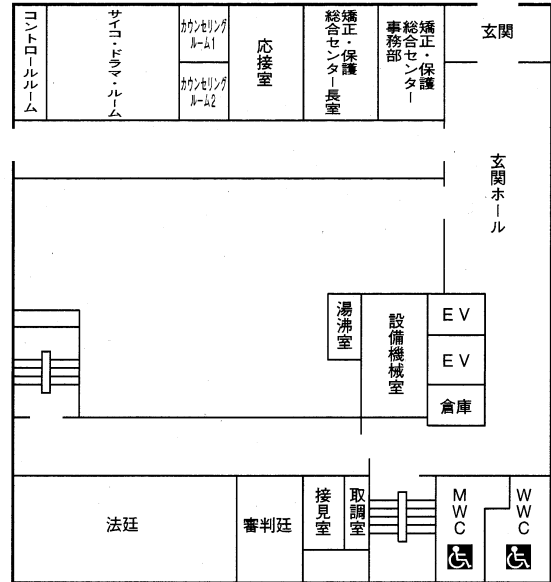 コントロールルーム
サイコ・ドラマ・ルーム
カウンセリング
ルーム1
カウンセリング
ルーム2
応接室
矯正・保護
総合センター長室
矯正・保護
総合センター
事務部
玄関
玄関ホール
湯沸室
設備機械室
EV
EV
倉庫
法廷
審判廷
接見室
取調室
MWC
WWC